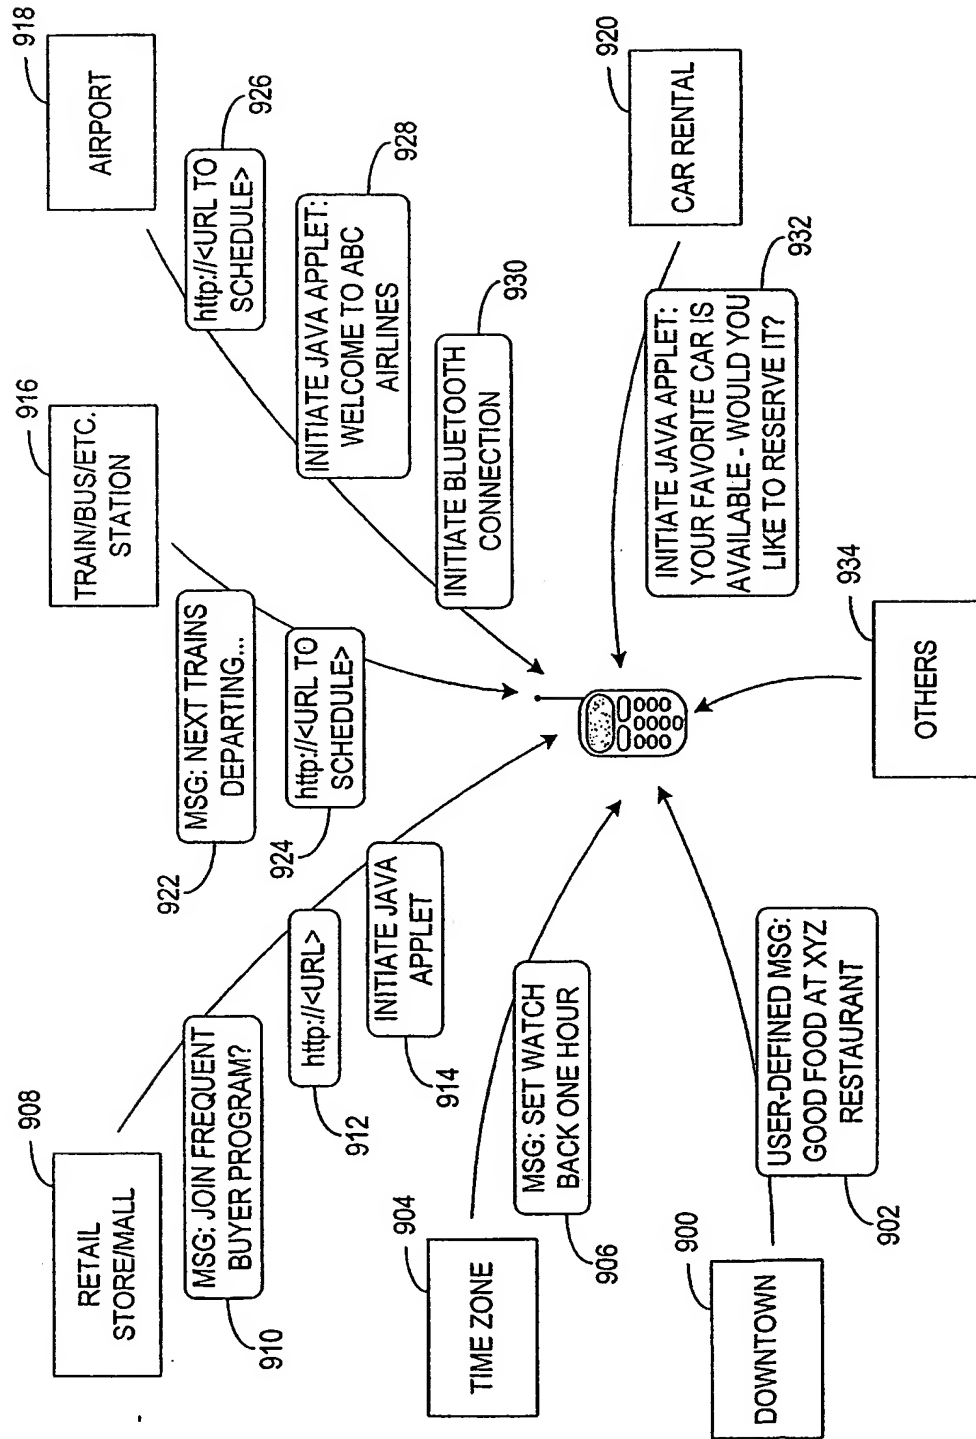 908
RETAIL
STORE/MALL
910
MSG: JOIN FREQUENT
BUYER PROGRAM?
912
http://<URL>
914
INITIATE JAVA
APPLET
916
TRAIN/BUS/ETC.
STATION
922
MSG: NEXT TRAINS
DEPARTING...
924
http://<URL TO
SCHEDULE>
918
AIRPORT
926
http://<URL TO
SCHEDULE>
928
INITIATE JAVA APPLET:
WELCOME TO ABC
AIRLINES
930
INITIATE BLUETOOTH
CONNECTION
904
TIME ZONE
906
MSG: SET WATCH
BACK ONE HOUR
900
DOWNTOWN
902
USER-DEFINED MSG:
GOOD FOOD AT XYZ
RESTAURANT
934
OTHERS
920
CAR RENTAL
932
INITIATE JAVA APPLET:
YOUR FAVORITE CAR IS
AVAILABLE - WOULD YOU
LIKE TO RESERVE IT?